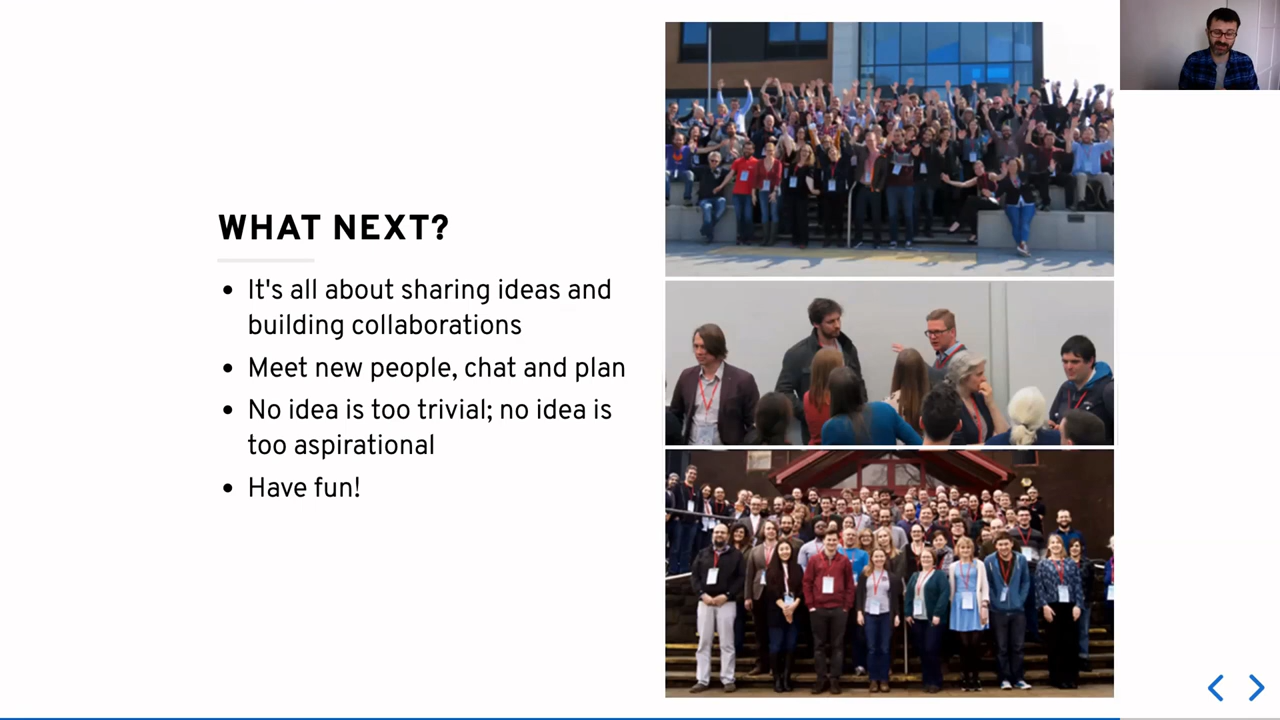 WHAT NEXT?
It's all about sharing ideas and
building collaborations
Meet new people, chat and plan
No idea is too trivial; no idea is
too aspirational
Have fun!